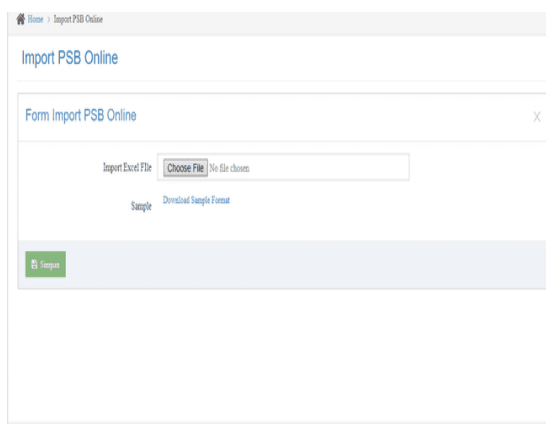 Home > Import PSB Online
Import PSB Online
Form Import PSB Online
X
Import Excel FIle Choose File No file chosen
Sample Download Sample Format
Simpan